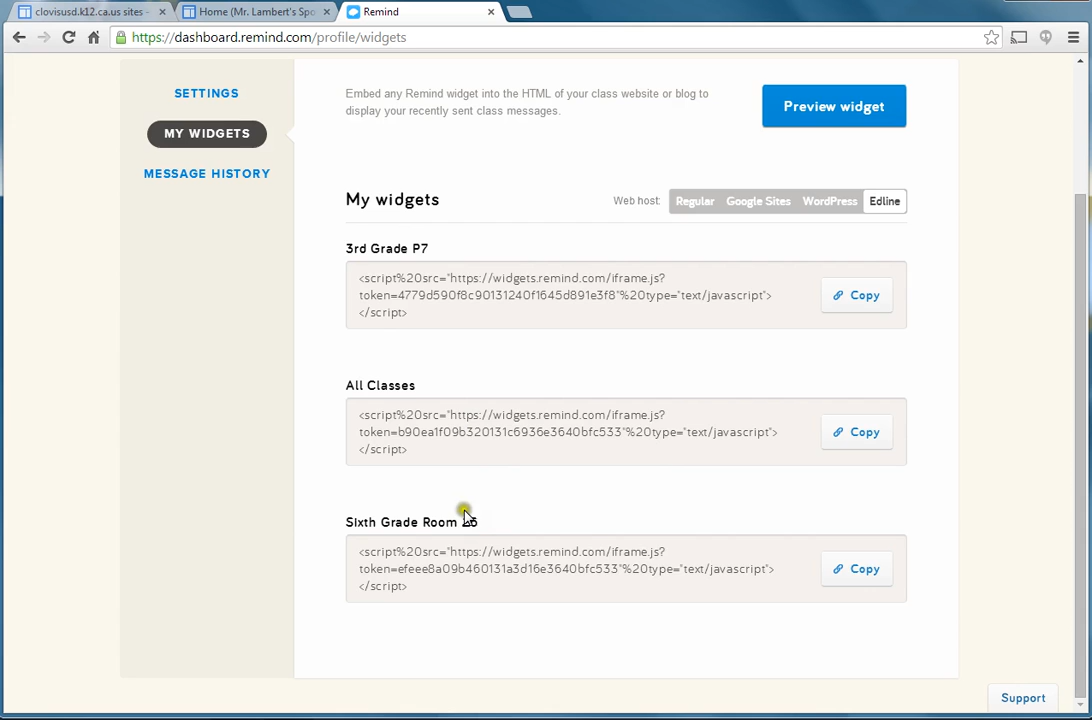 clovisusd.k12.ca.us sites -
Home (Mr. Lambert's Spo
Remind
https://dashboard.remind.com/profile/widgets
SETTINGS
MY WIDGETS
MESSAGE HISTORY
Embed any Remind widget into the HTML of your class website or blog to
display your recently sent class messages.
Preview widget
My widgets
Web host: Regular Google Sites WordPress Edline
3rd Grade P7
<script%20src="https://widgets.remind.com/iframe.js?
token=4779d590f8c90131240f1645d891e3f8"%20type="text/javascript">
</script>
Copy
All Classes
<script%20src="https://widgets.remind.com/iframe.js?
token=b90ea1f09b320131c6936e3640bfc533"%20type="text/javascript">
</script>
Copy
Sixth Grade Room
<script%20src="https://widgets.remind.com/iframe.js?
token=efeee8a09b460131a3d16e3640bfc533"%20type="text/javascript">
</script>
Copy
Support